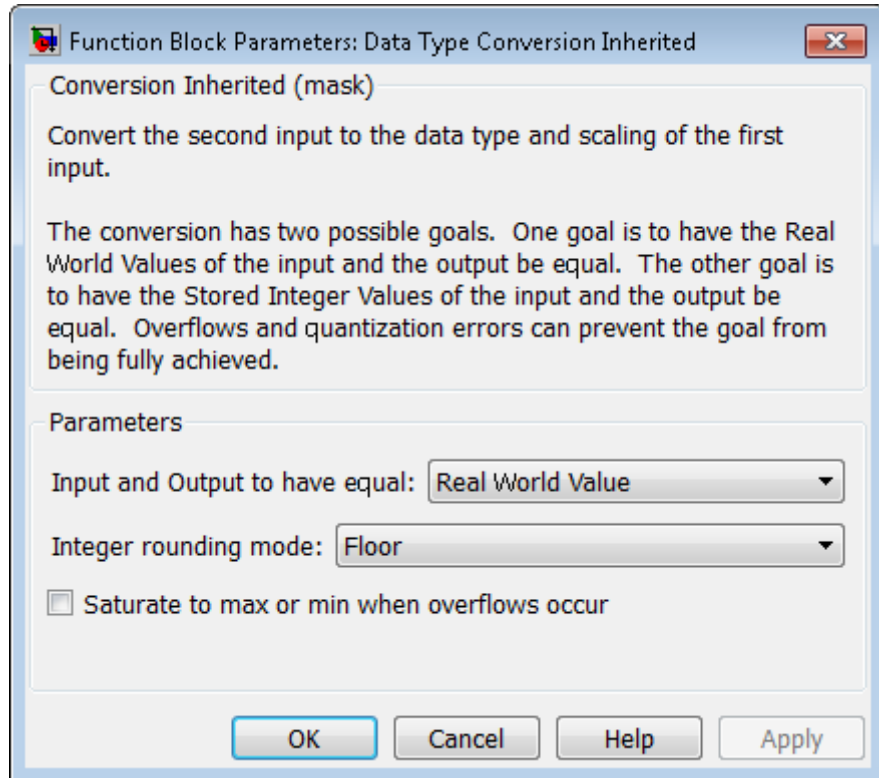 Function Block Parameters: Data Type Conversion Inherited
Conversion Inherited (mask)
Convert the second input to the data type and scaling of the first
input.
The conversion has two possible goals.  One goal is to have the Real
World Values of the input and the output be equal.  The other goal is
to have the Stored Integer Values of the input and the output be
equal.  Overflows and quantization errors can prevent the goal from
being fully achieved.
Parameters
Input and Output to have equal: Real World Value
Integer rounding mode: Floor
Saturate to max or min when overflows occur
OK Cancel Help Apply